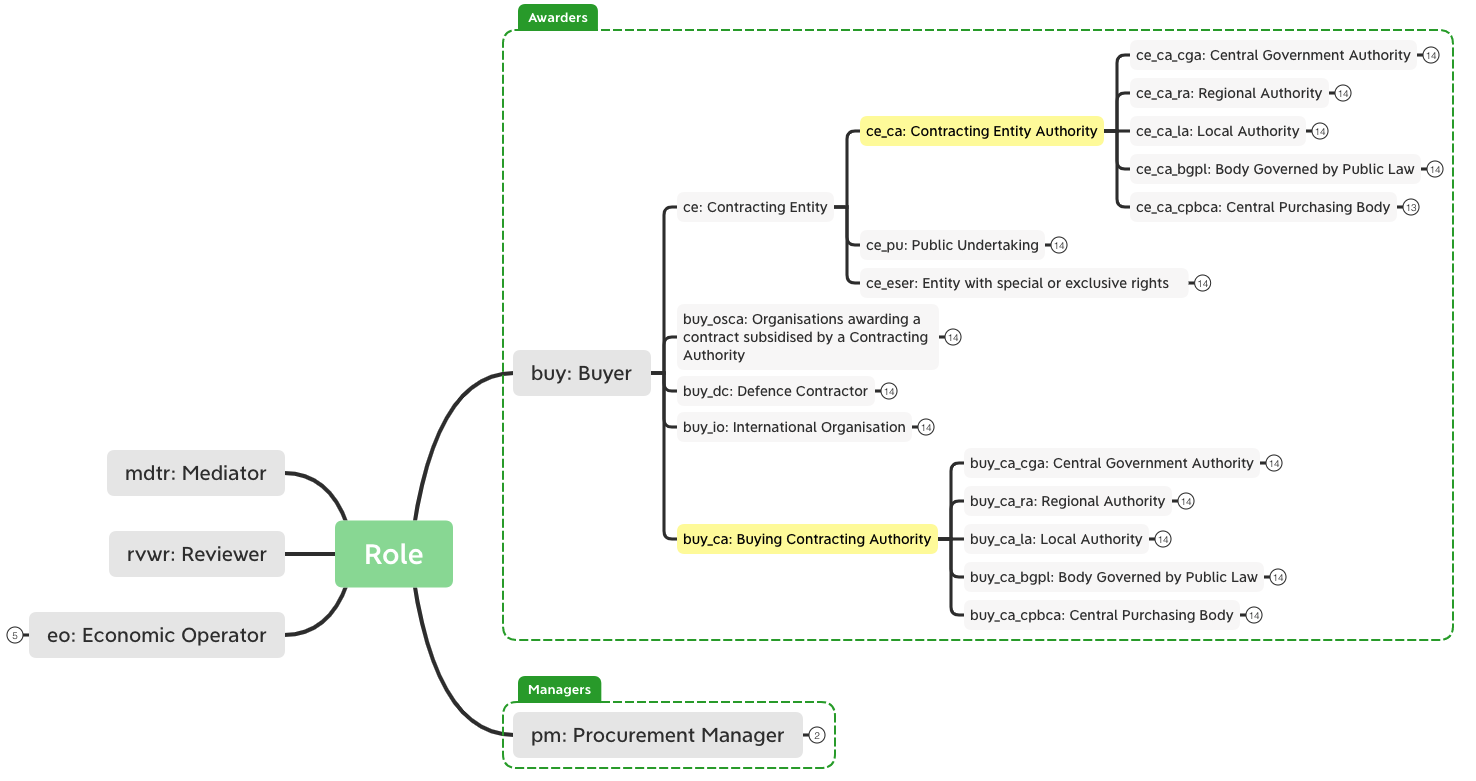 Awarders
ce_ca_cga: Central Government Authority 14
ce_ca_ra: Regional Authority 14
ce_ca: Contracting Entity Authority
ce_ca_la: Local Authority 14
ce_ca_bgpl: Body Governed by Public Law 14
ce: Contracting Entity
ce_ca_cpbca: Central Purchasing Body 13
ce_pu: Public Undertaking 14
ce_eser: Entity with special or exclusive rights 14
buy_osca: Organisations awarding a
contract subsidised by a Contracting
Authority
14
buy: Buyer
buy_dc: Defence Contractor 14
buy_io: International Organisation 14
buy_ca_cga: Central Government Authority 14
buy_ca_ra: Regional Authority 14
buy_ca: Buying Contracting Authority
buy_ca_la: Local Authority 14
buy_ca_bgpl: Body Governed by Public Law 14
buy_ca_cpbca: Central Purchasing Body 14
mdtr: Mediator
rvwr: Reviewer
Role
5 eo: Economic Operator
Managers
pm: Procurement Manager 2